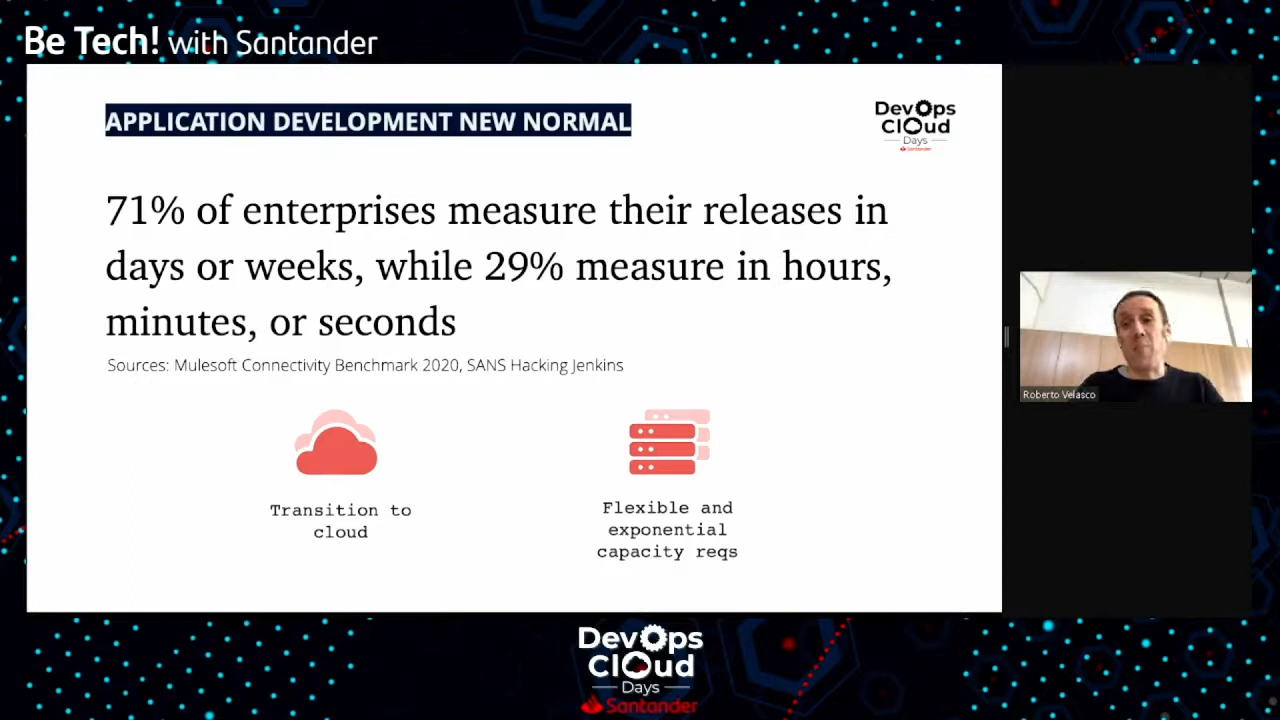 Be Tech! with Santander
APPLICATION DEVELOPMENT NEW NORMAL
DevOps
Cloud
Days
Santander
71% of enterprises measure their releases in
days or weeks, while 29% measure in hours,
minutes, or seconds
Sources: Mulesoft Connectivity Benchmark 2020, SANS Hacking Jenkins
Transition to
cloud
Flexible and
exponential
capacity reqs
Roberto Velasco
DevOps
Cloud
Days
Santander